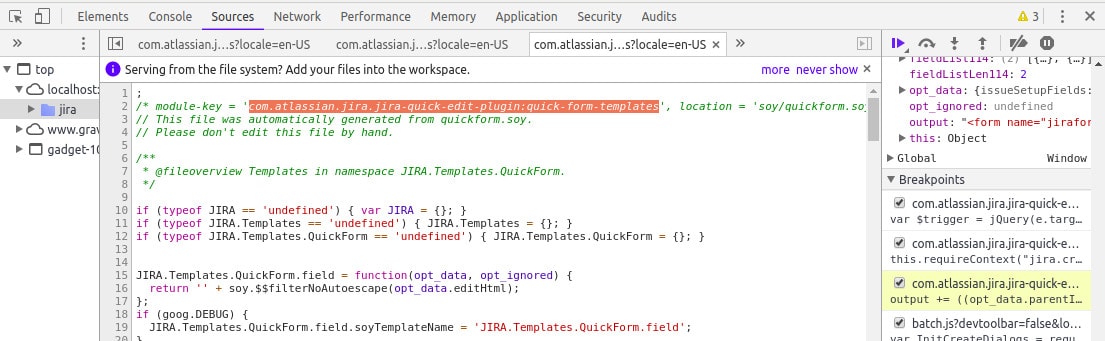 Elements Console Sources Network Performance Memory Application Security Audits 3
com.atlassian.j...s?locale=en-US com.atlassian.j...s?locale=en-US com.atlassian.j...s?locale=en-US ×
top
localhost:
jira
www.grav
gadget-10
Serving from the file system? Add your files into the workspace. more never show ×
1 ;
2 /* module-key = 'com.atlassian.jira.jira-quick-edit-plugin:quick-form-templates', location = 'soy/quickform.soy
3 // This file was automatically generated from quickform.soy.
4 // Please don't edit this file by hand.
5
6 /**
7 * @fileoverview Templates in namespace JIRA.Templates.QuickForm.
8 */
9
10 if (typeof JIRA == 'undefined') { var JIRA = {}; }
11 if (typeof JIRA.Templates == 'undefined') { JIRA.Templates = {}; }
12 if (typeof JIRA.Templates.QuickForm == 'undefined') { JIRA.Templates.QuickForm = {}; }
13
14
15 JIRA.Templates.QuickForm.field = function(opt_data, opt_ignored) {
16 return '' + soy.$$filterNoAutoescape(opt_data.editHtml);
17 };
18 if (goog.DEBUG) {
19 JIRA.Templates.QuickForm.field.soyTemplateName = 'JIRA.Templates.QuickForm.field';
20 }
fieldList114: (2) [{…}, {…}]
fieldListLen114: 2
opt_data: {issueSetupFields:
opt_ignored: undefined
output: "<form name="jirafor
this: Object
Global Window
Breakpoints
com.atlassian.jira.jira-quick-e...
var $trigger = jQuery(e.targ...
com.atlassian.jira.jira-quick-e...
this.requireContext("jira.cr...
com.atlassian.jira.jira-quick-e...
output += ((opt_data.parentI...
batch.js?devtoolbar=false&lo...
var InitCreateDialogs = requ...